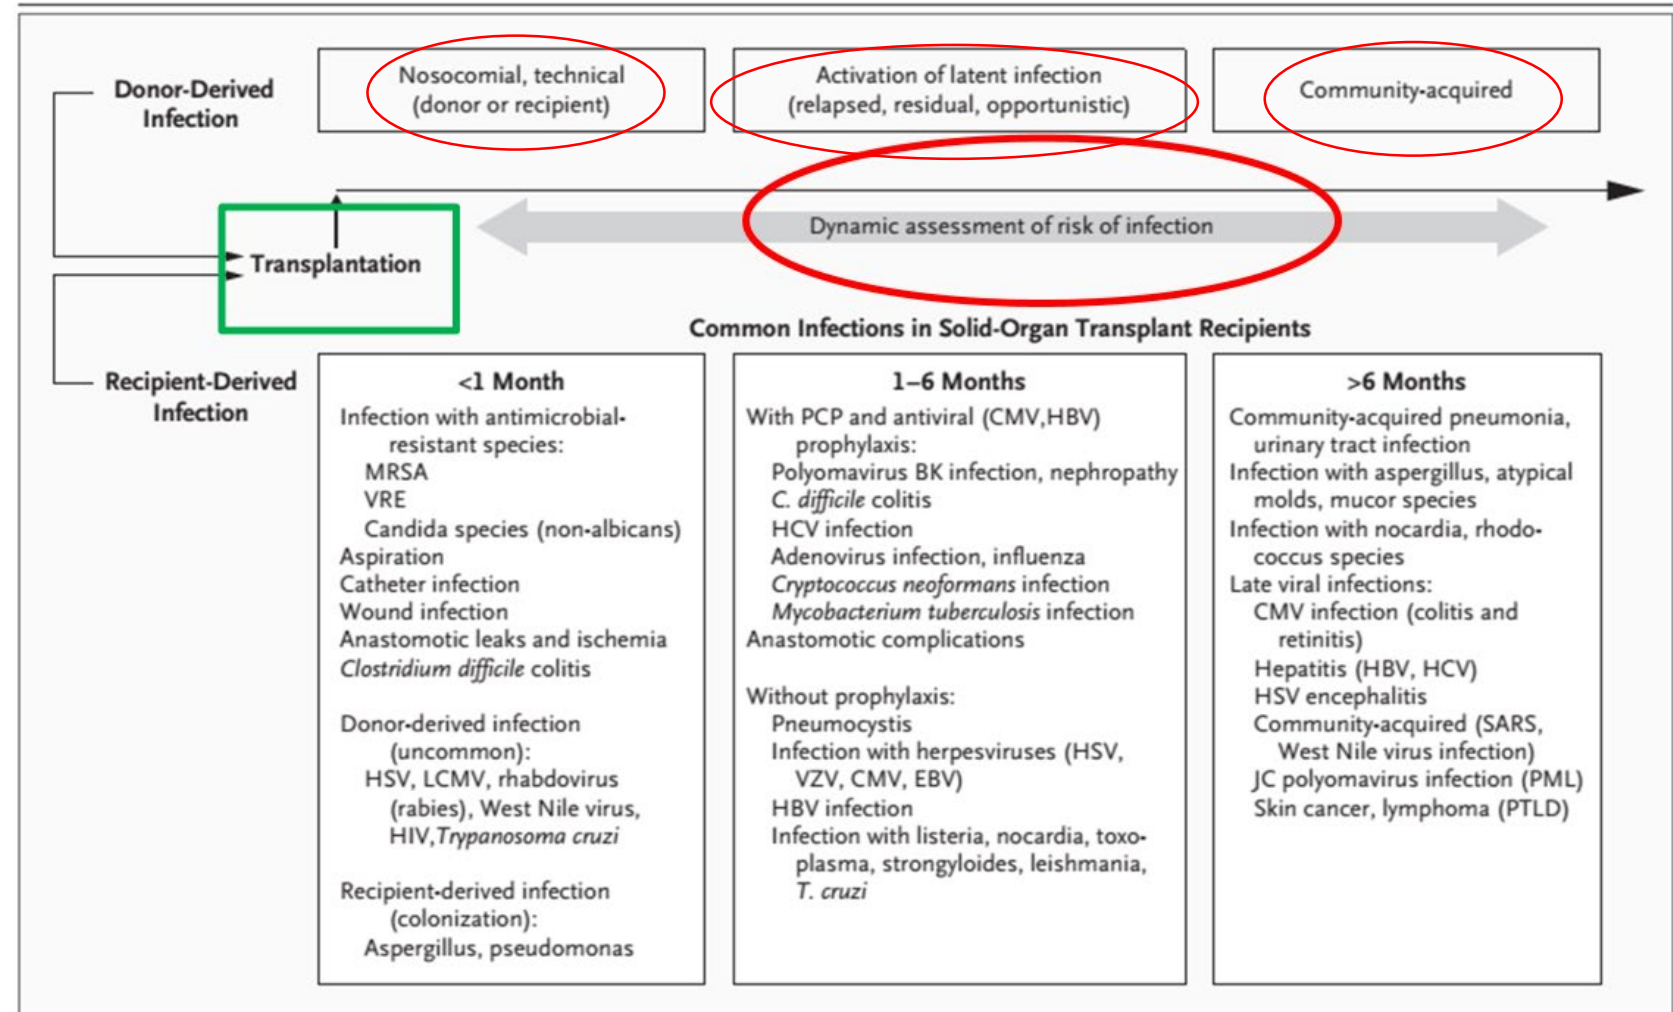 Donor-Derived
Infection
Nosocomial, technical
(donor or recipient)
Activation of latent infection
(relapsed, residual, opportunistic)
Community-acquired
Dynamic assessment of risk of infection
Transplantation
Common Infections in Solid-Organ Transplant Recipients
Recipient-Derived
Infection
<1 Month
Infection with antimicrobial-
resistant species:
MRSA
VRE
Candida species (non-albicans)
Aspiration
Catheter infection
Wound infection
Anastomotic leaks and ischemia
Clostridium difficile colitis
Donor-derived infection
(uncommon):
HSV, LCMV, rhabdovirus
(rabies), West Nile virus,
HIV,Trypanosoma cruzi
Recipient-derived infection
(colonization):
Aspergillus, pseudomonas
1–6 Months
With PCP and antiviral (CMV,HBV)
prophylaxis:
Polyomavirus BK infection, nephropathy
C. difficile colitis
HCV infection
Adenovirus infection, influenza
Cryptococcus neoformans infection
Mycobacterium tuberculosis infection
Anastomotic complications
Without prophylaxis:
Pneumocystis
Infection with herpesviruses (HSV,
VZV, CMV, EBV)
HBV infection
Infection with listeria, nocardia, toxo-
plasma, strongyloides, leishmania,
T. cruzi
>6 Months
Community-acquired pneumonia,
urinary tract infection
Infection with aspergillus, atypical
molds, mucor species
Infection with nocardia, rhodo-
coccus species
Late viral infections:
CMV infection (colitis and
retinitis)
Hepatitis (HBV, HCV)
HSV encephalitis
Community-acquired (SARS,
West Nile virus infection)
JC polyomavirus infection (PML)
Skin cancer, lymphoma (PTLD)